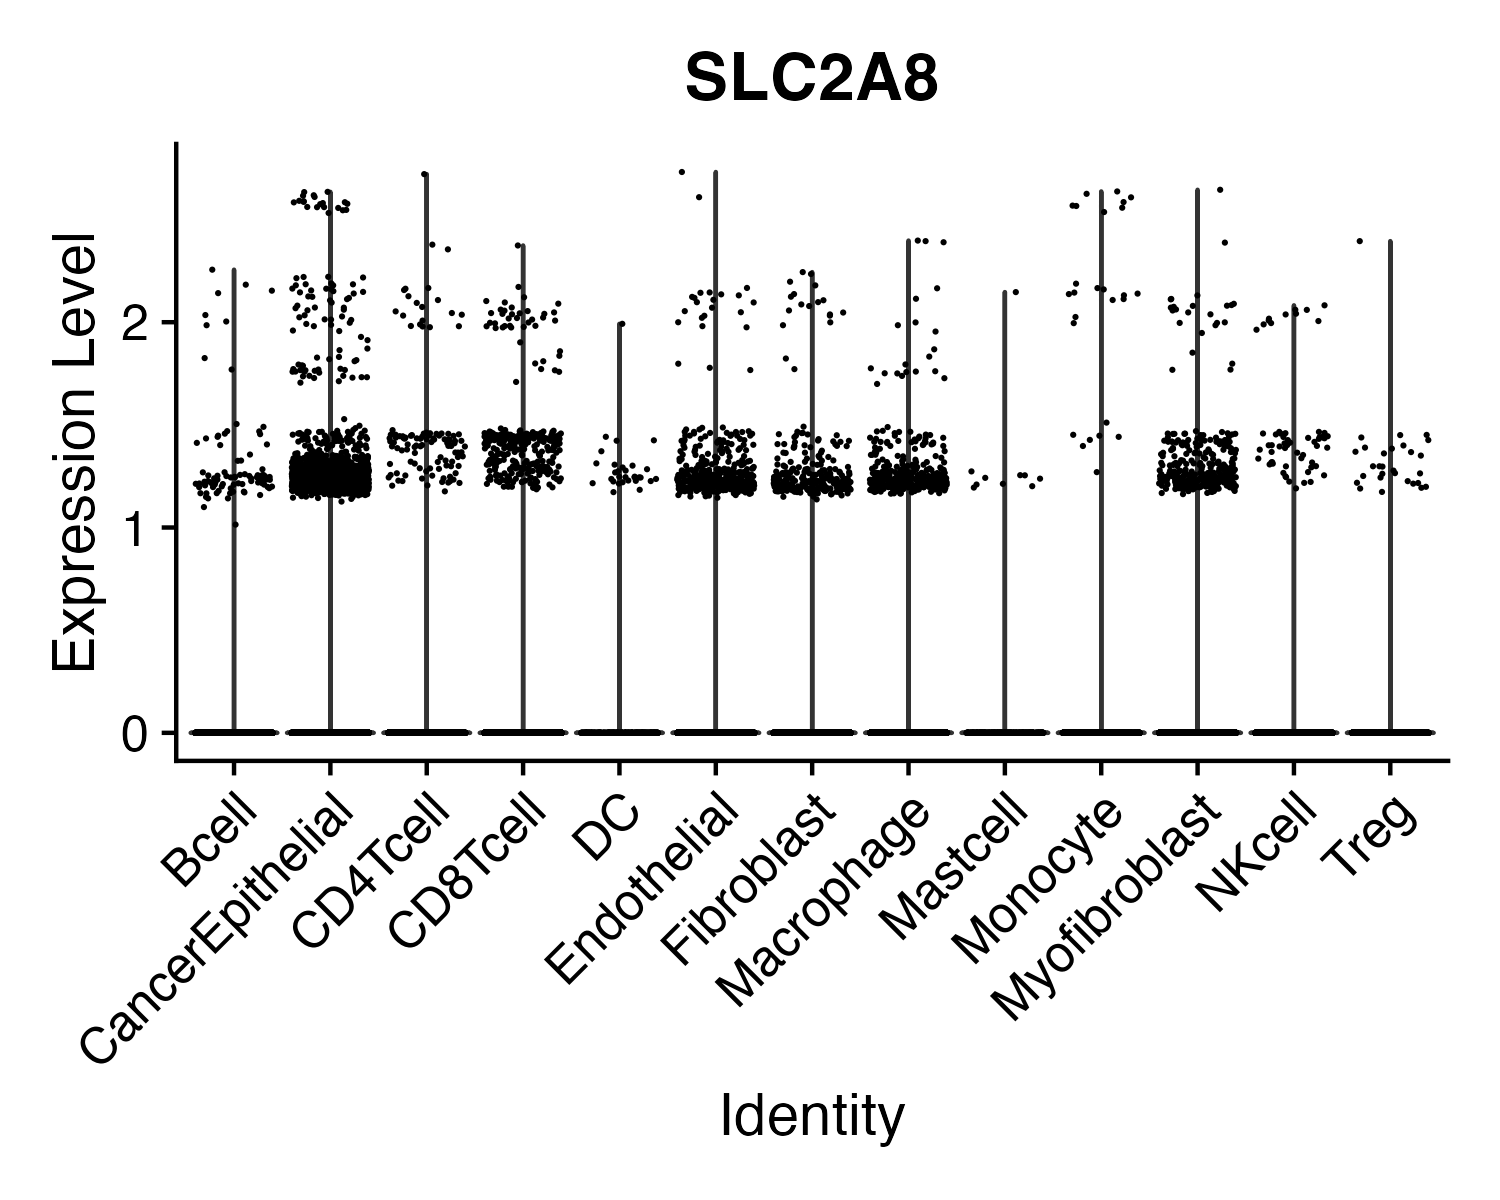 SLC2A8
Expression Level
2
1
0
Bcell
CancerEpithelial
CD4Tcell
CD8Tcell
DC
Endothelial
Fibroblast
Macrophage
Mastcell
Monocyte
Myofibroblast
NKcell
Treg
Identity